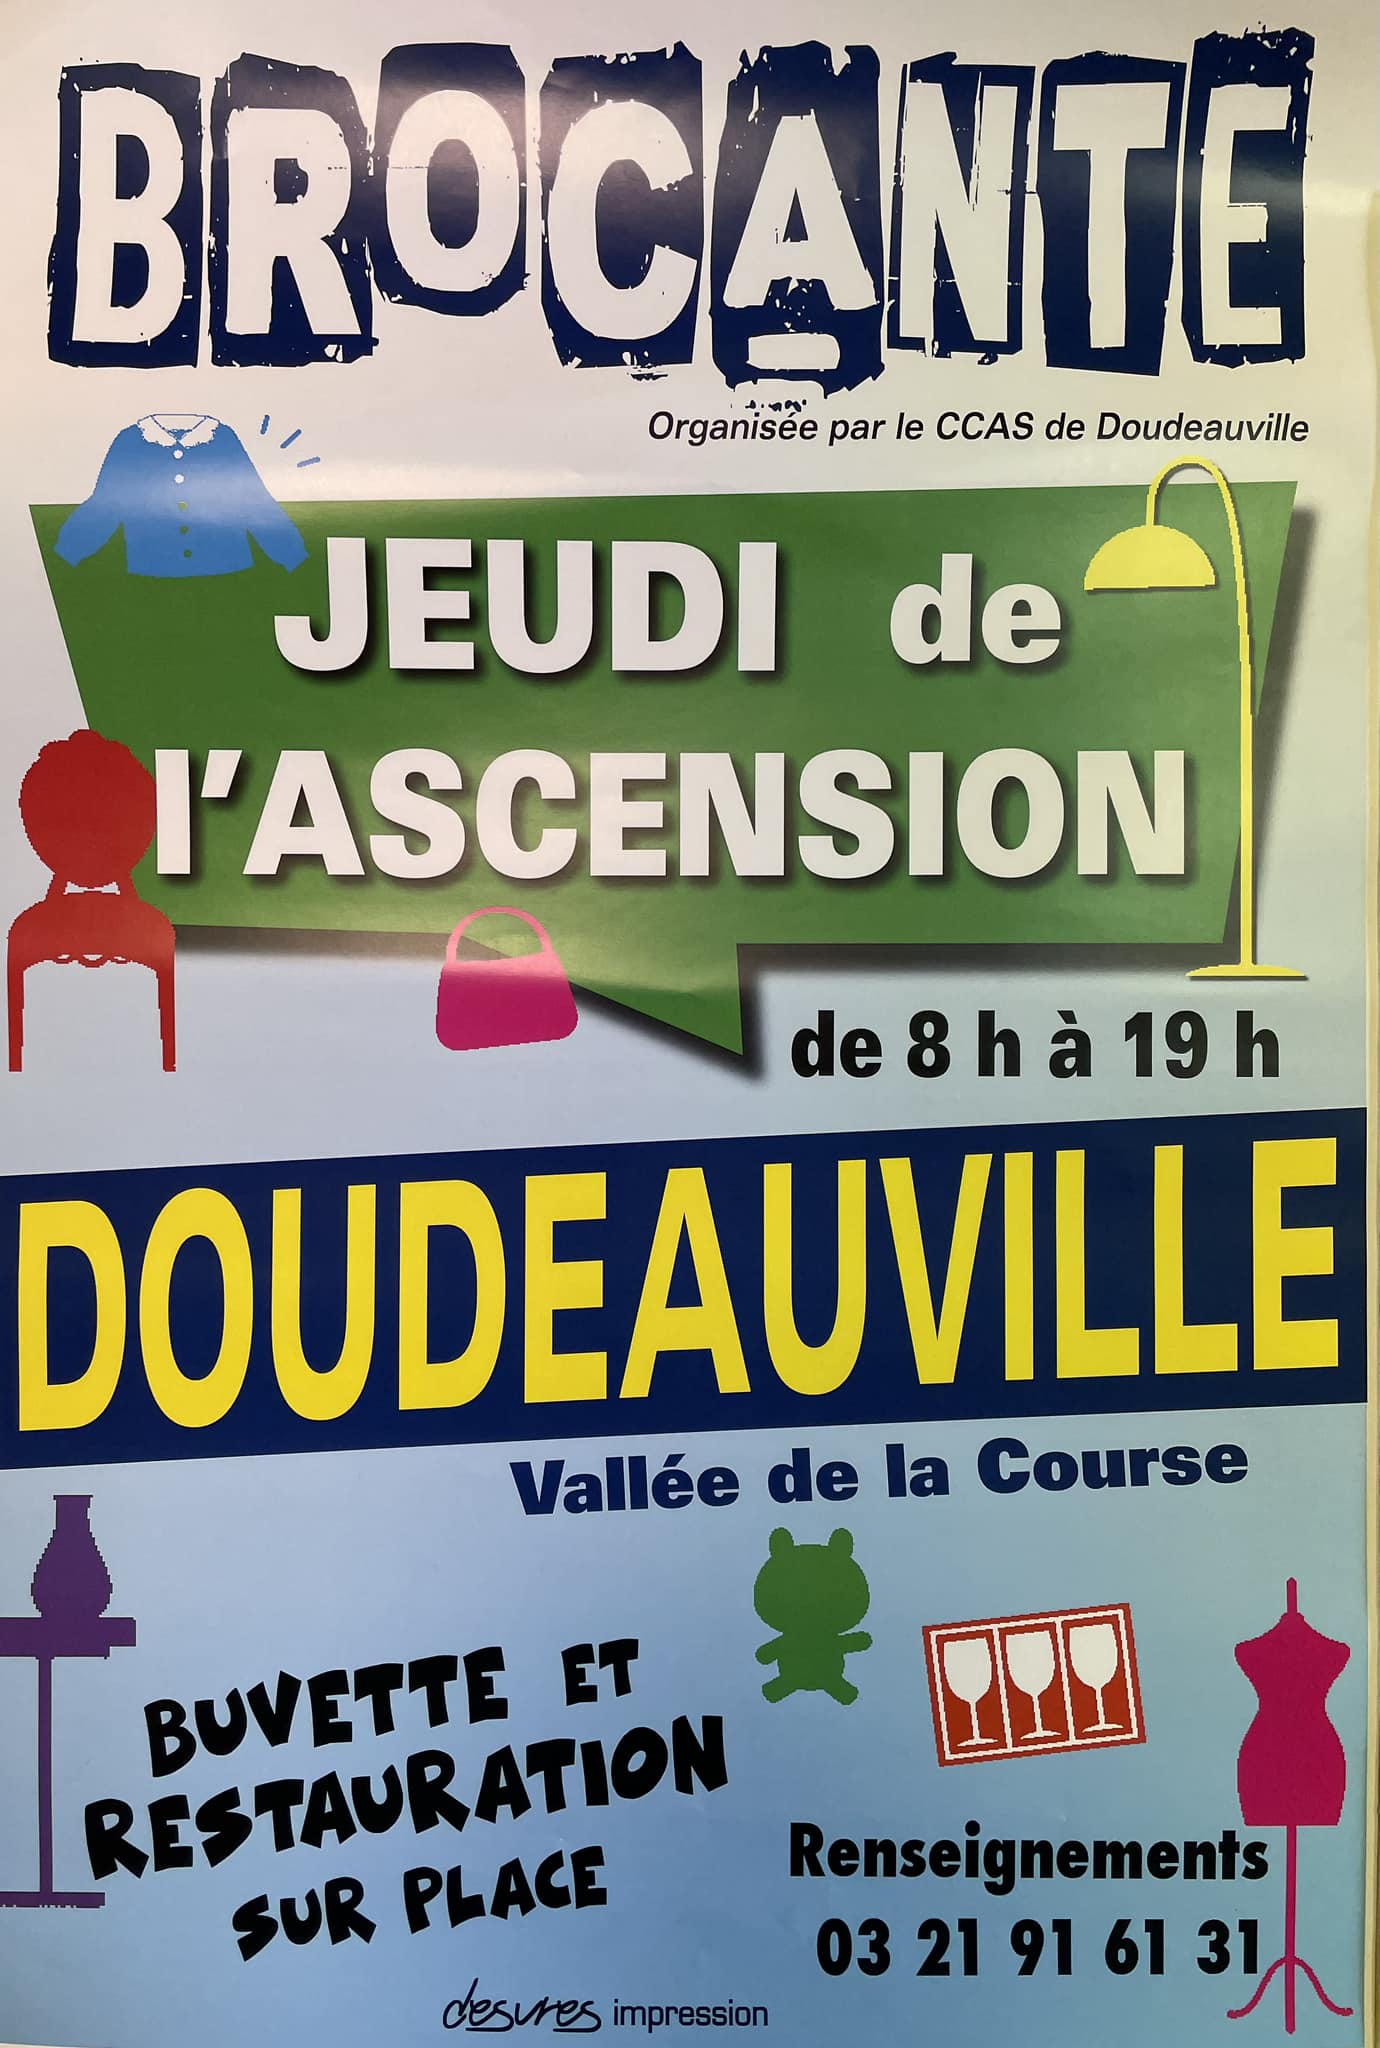 BROCANTE
Organisée par le CCAS de Doudeauville
JEUDI de
l'ASCENSION
de 8 h à 19 h
DOUDEAUVILLE
Vallée de la Course
BUVETTE ET
RESTAURATION
SUR PLACE
Renseignements
03 21 91 61 31
desvres impression